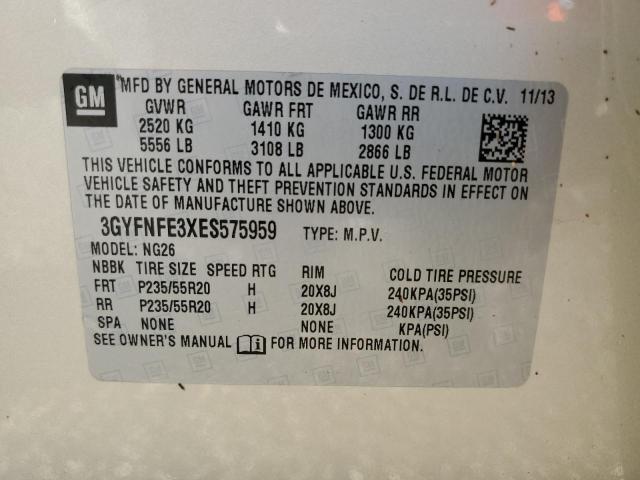 GM
MFD BY GENERAL MOTORS DE MEXICO, S. DE R.L. DE C.V. 11/13
GVWR GAWR FRT GAWR RR
2520 KG 1410 KG 1300 KG
5556 LB 3108 LB 2866 LB
THIS VEHICLE CONFORMS TO ALL APPLICABLE U.S. FEDERAL MOTOR
VEHICLE SAFETY AND THEFT PREVENTION STANDARDS IN EFFECT ON
THE DATE OF MANUFACTURE SHOWN ABOVE.
3GYFNFE3XES575959 TYPE: M.P.V.
MODEL: NG26
NBBK TIRE SIZE SPEED RTG RIM COLD TIRE PRESSURE
FRT P235/55R20 H 20X8J 240KPA(35PSI)
RR P235/55R20 H 20X8J 240KPA(35PSI)
SPA NONE NONE KPA(PSI)
SEE OWNER'S MANUAL FOR MORE INFORMATION.